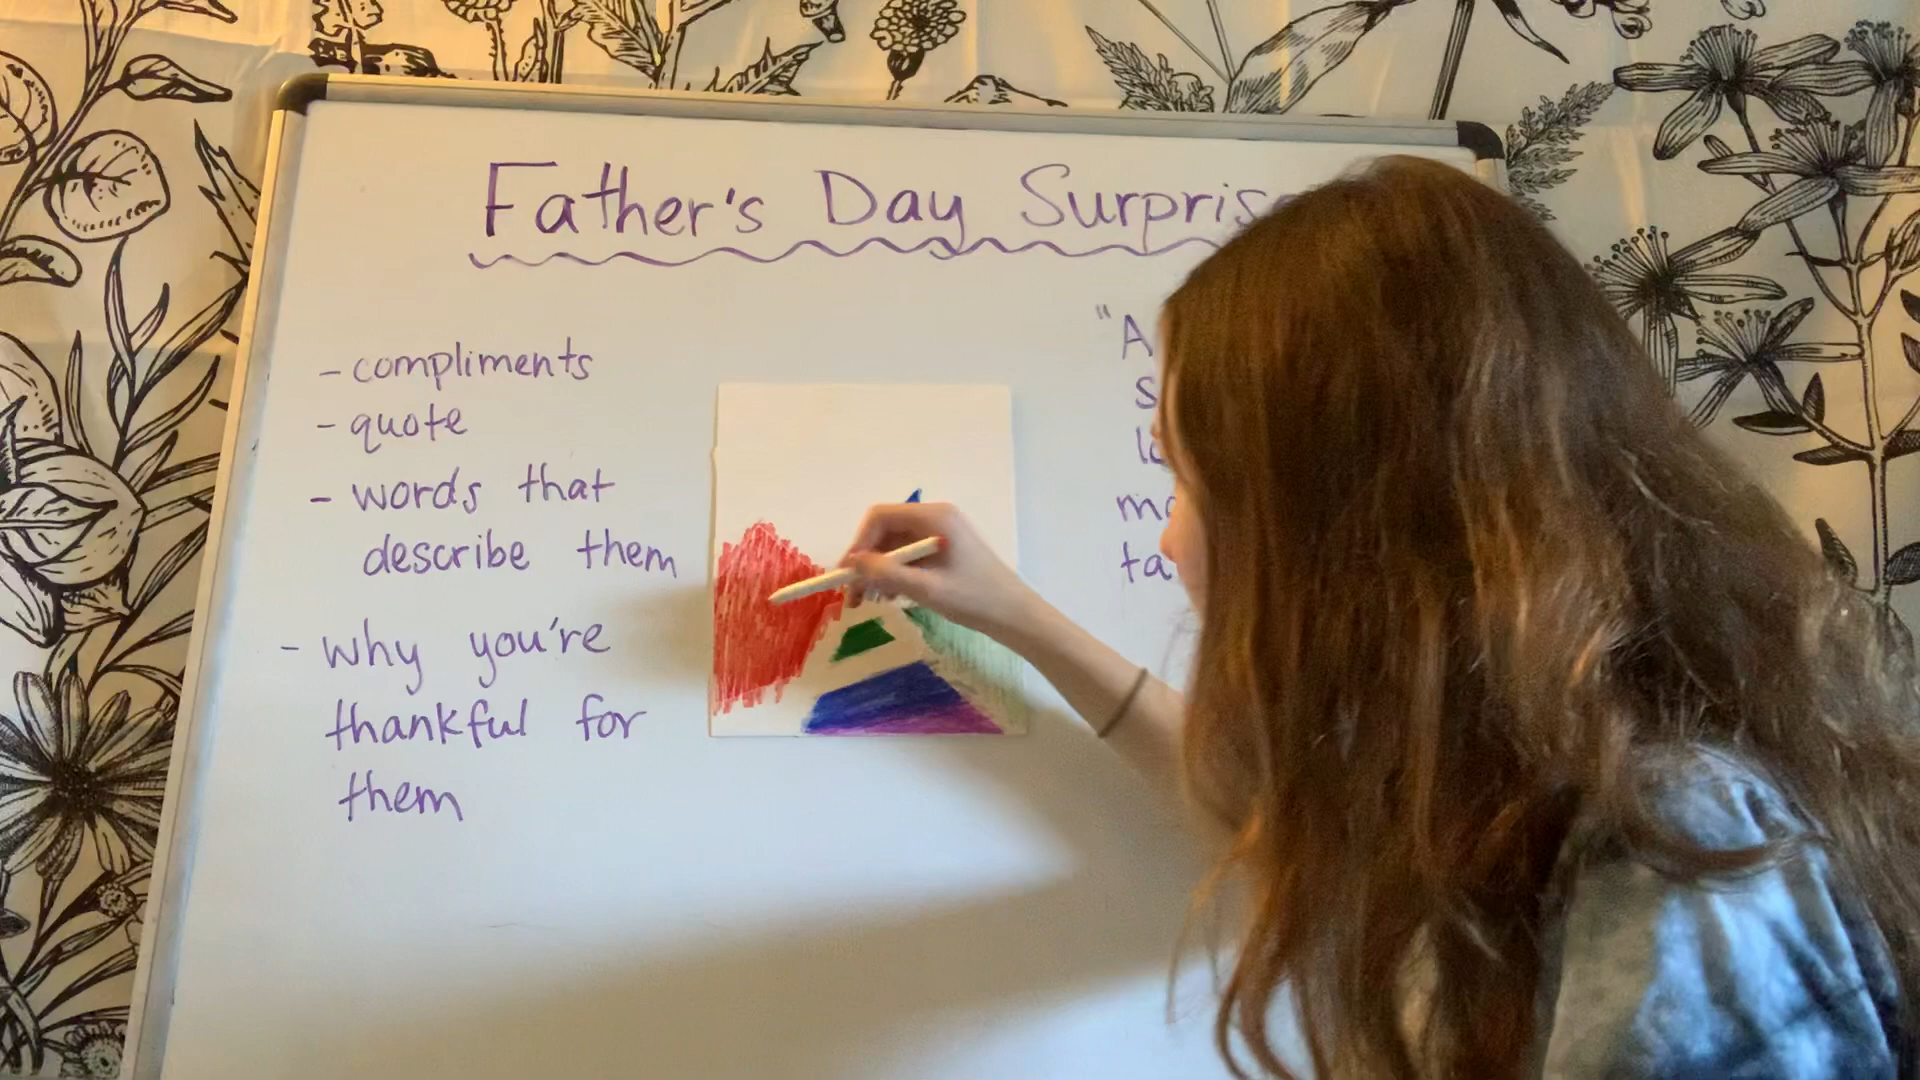 Father's Day Surpris
- compliments
- quote
- words that
describe them
- why you're
thankful for
them
"A
s